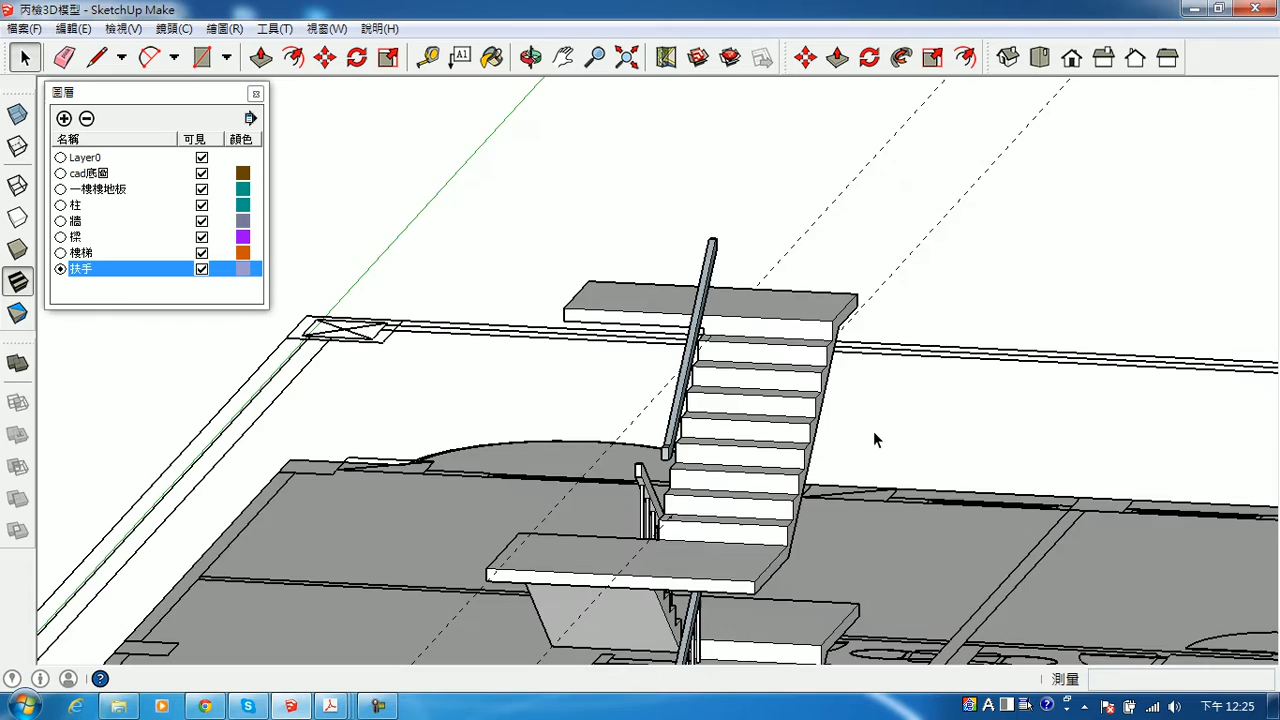 丙檢3D模型 - SketchUp Make
檔案(F) 編輯(E) 檢視(V) 鏡頭(C) 繪圖(R) 工具(T) 視窗(W) 說明(H)
A1
圖層
名稱 可見 顏色
Layer0
cad底圖
一樓樓地板
柱
牆
樑
樓梯
扶手
測量
A
下午 12:25